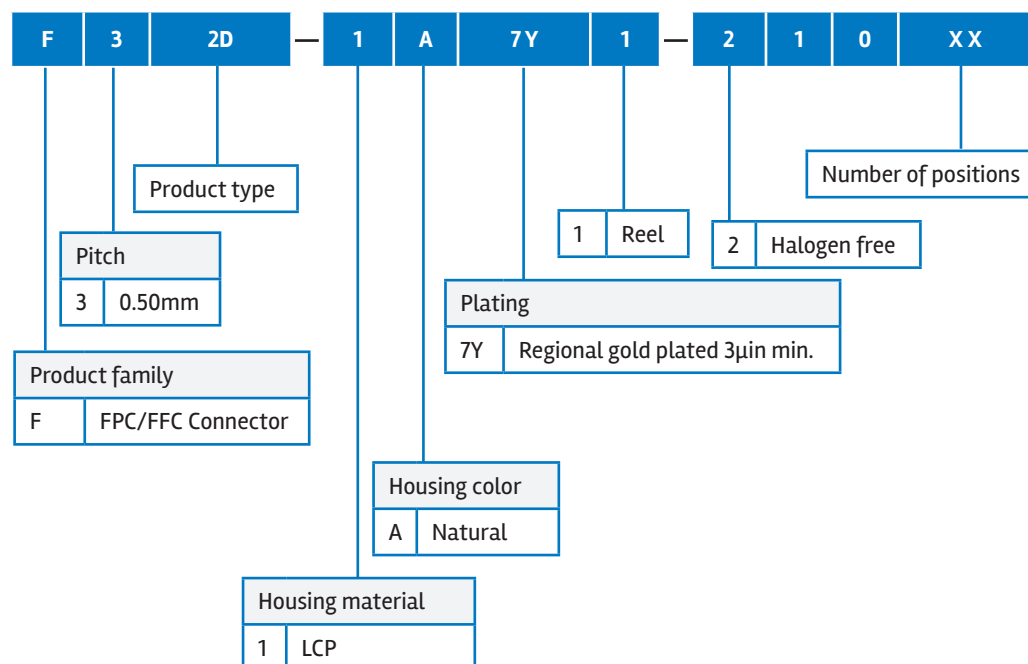 F 3 2D — 1 A 7Y 1 — 2 1 0 XX
Product type
Number of positions
1 Reel
2 Halogen free
Pitch
3 0.50mm
Plating
7Y Regional gold plated 3µin min.
Product family
F FPC/FFC Connector
Housing color
A Natural
Housing material
1 LCP